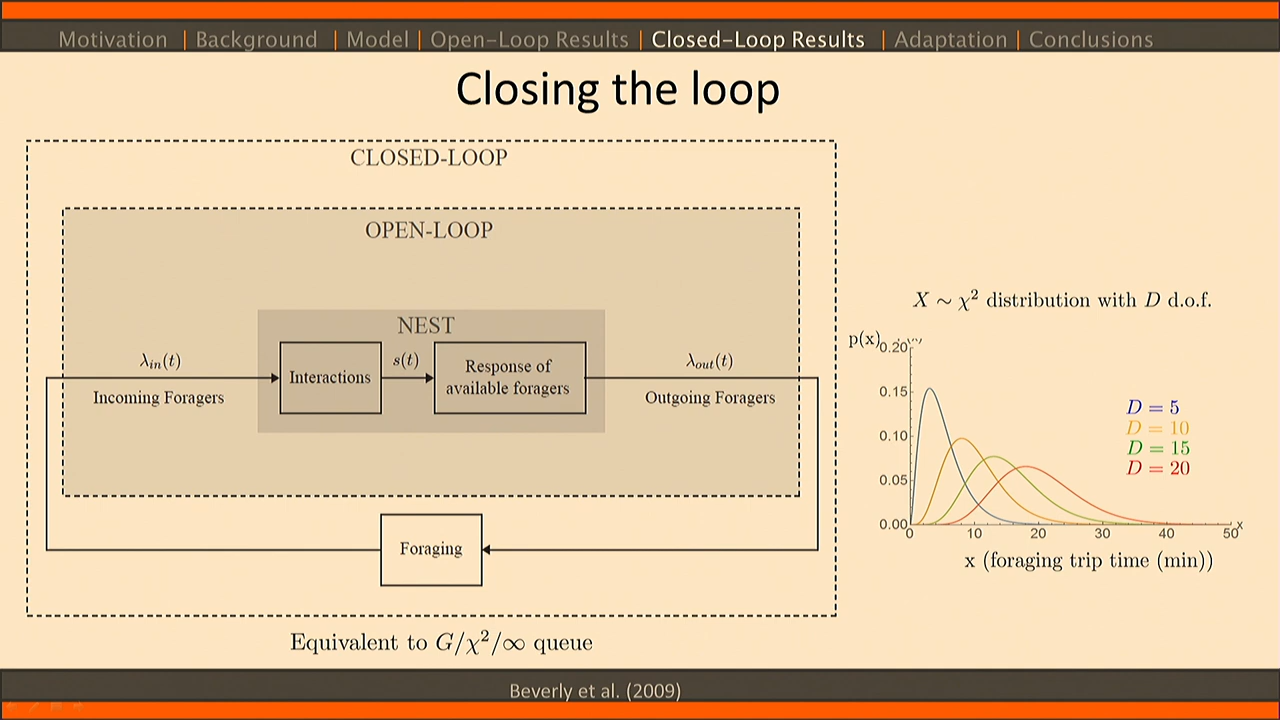 Motivation | Background | Model | Open-Loop Results | Closed-Loop Results | Adaptation | Conclusions
Closing the loop
CLOSED-LOOP
OPEN-LOOP
NEST
λin(t)
Incoming Foragers
Interactions
s(t)
Response of
available foragers
λout(t)
Outgoing Foragers
Foraging
Equivalent to G/χ²/∞ queue
X ∼ χ² distribution with D d.o.f.
p(x)
0.20
0.15
0.10
0.05
0.00
D = 5
D = 10
D = 15
D = 20
0 10 20 30 40 50 x
x (foraging trip time (min))
Beverly et al. (2009)